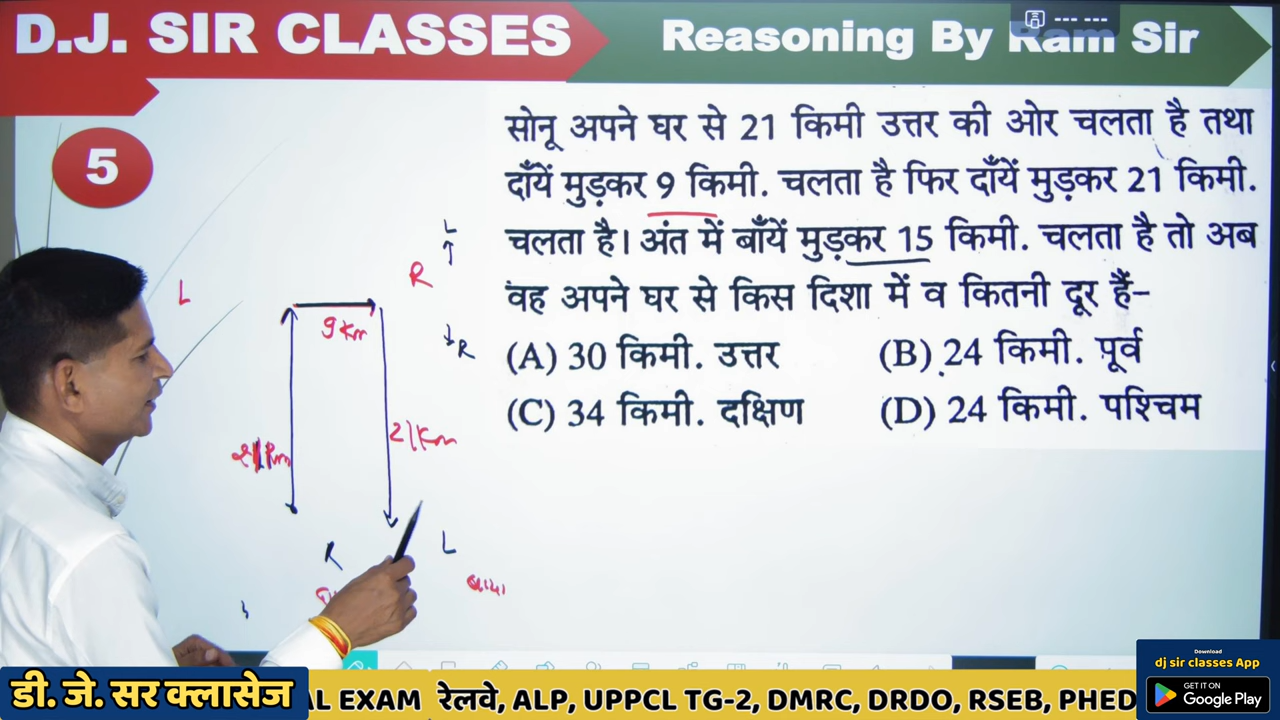 D.J. SIR CLASSES
Reasoning By Ram Sir
5
सोनू अपने घर से 21 किमी उत्तर की ओर चलता है तथा
दाँयें मुड़कर 9 किमी. चलता है फिर दाँयें मुड़कर 21 किमी.
चलता है। अंत में बाँयें मुड़कर 15 किमी. चलता है तो अब
वह अपने घर से किस दिशा में व कितनी दूर हैं-
(A) 30 किमी. उत्तर
(B) 24 किमी. पूर्व
(C) 34 किमी. दक्षिण
(D) 24 किमी. पश्चिम
L
R
L
9 Km
R
21 Km
L
डी. जे. सर क्लासेज
AL EXAM रेलवे, ALP, UPPCL TG-2, DMRC, DRDO, RSEB, PHED
Download
dj sir classes App
GET IT ON
Google Play